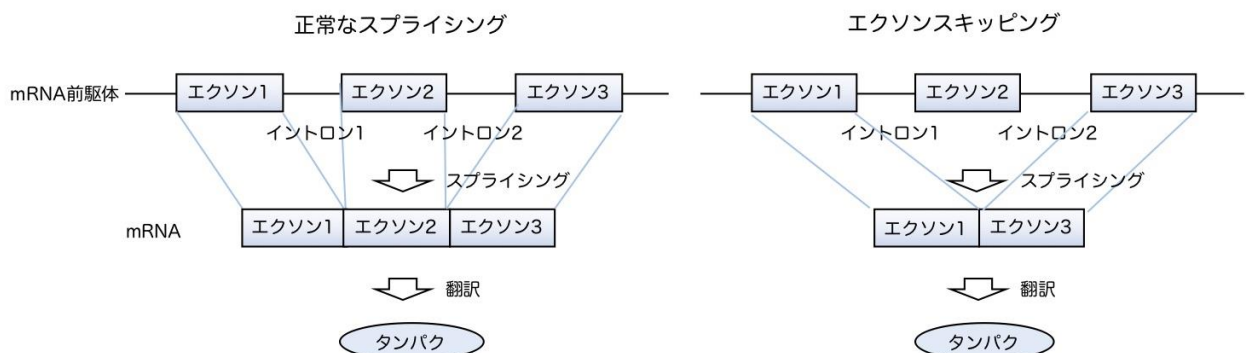 正常なスプライシング
エクソンスキッピング
mRNA前駆体
エクソン1
エクソン2
エクソン3
エクソン1
エクソン2
エクソン3
イントロン1
イントロン2
イントロン1
イントロン2
スプライシング
スプライシング
mRNA
エクソン1
エクソン2
エクソン3
エクソン1
エクソン3
翻訳
翻訳
タンパク
タンパク